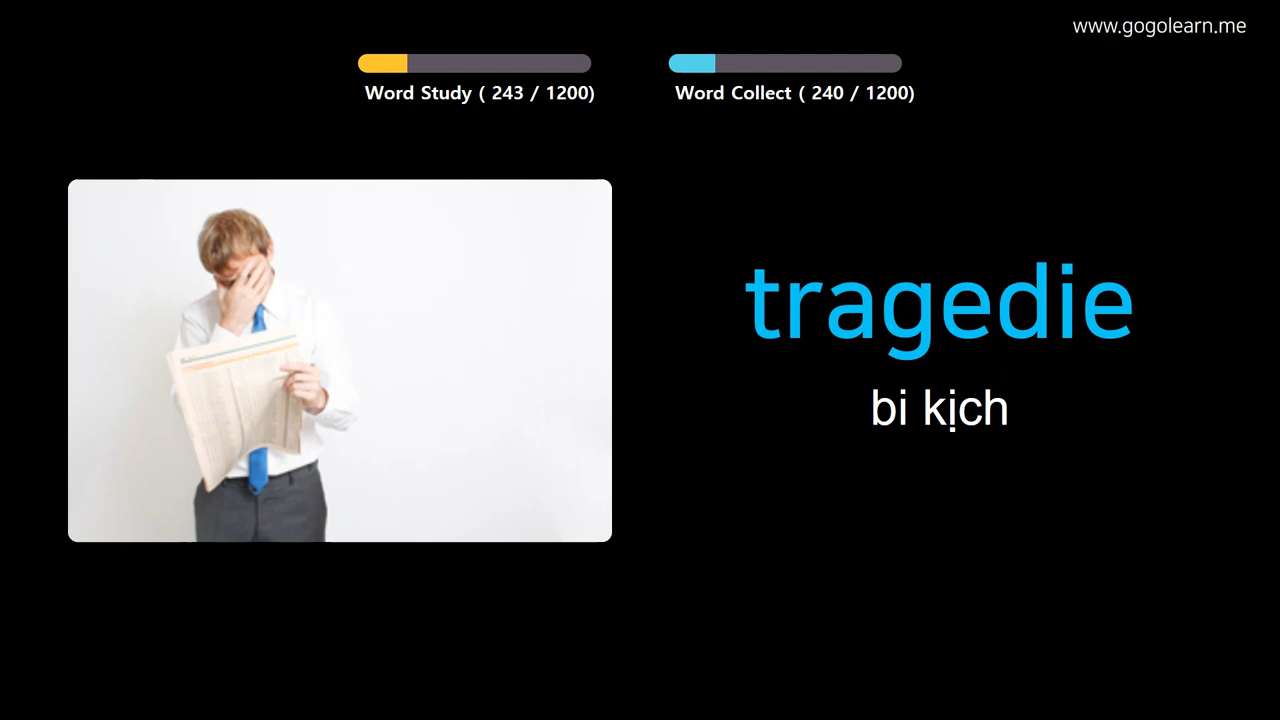 www.gogolearn.me
Word Study ( 243 / 1200)
Word Collect ( 240 / 1200)
tragedie
bi kịch